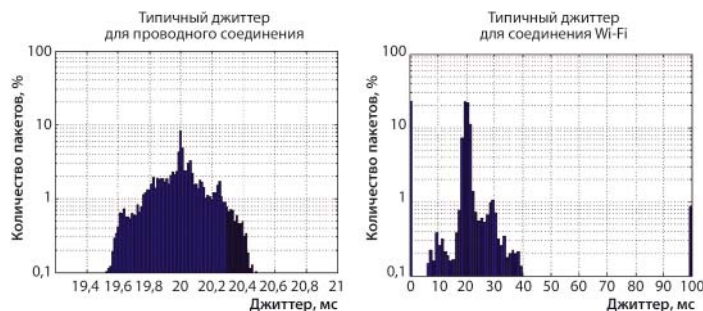 Типичный джиттер
для проводного соединения
Количество пакетов, %
100
10
1
0,1
19,4 19,6 19,8 20 20,2 20,4 20,6 20,8 21
Джиттер, мс
Типичный джиттер
для соединения Wi-Fi
Количество пакетов, %
100
10
1
0,1
0 10 20 30 40 50 60 70 80 90 100
Джиттер, мс